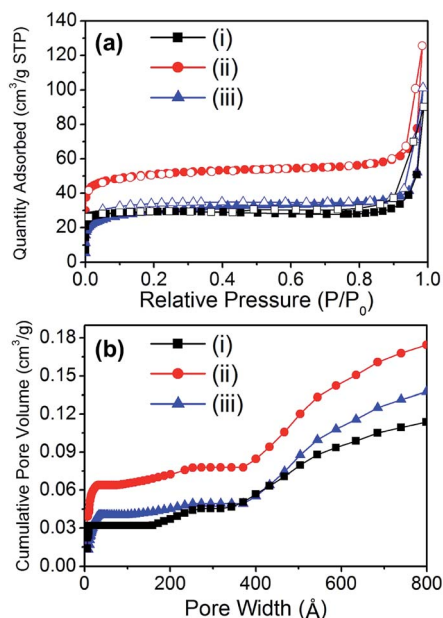 (a)
(i)
(ii)
(iii)
Quantity Adsorbed (cm³/g STP)
140
120
100
80
60
40
20
0
0.0 0.2 0.4 0.6 0.8 1.0
Relative Pressure (P/P₀)
(b)
(i)
(ii)
(iii)
Cumulative Pore Volume (cm³/g)
0.18
0.15
0.12
0.09
0.06
0.03
0.00
0 200 400 600 800
Pore Width (Å)